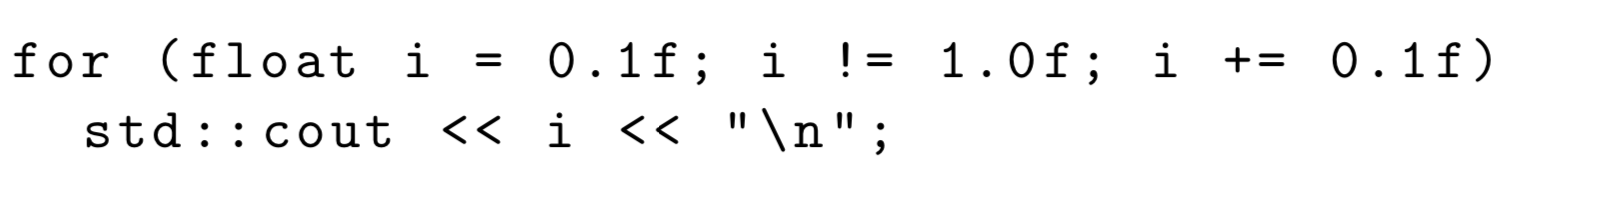 for (float i = 0.1f; i != 1.0f; i += 0.1f)
  std::cout << i << "\n";